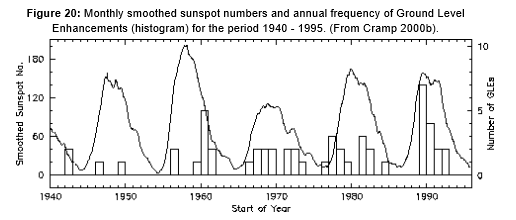 Figure 20: Monthly smoothed sunspot numbers and annual frequency of Ground Level
Enhancements (histogram) for the period 1940 - 1995. (From Cramp 2000b).
Smoothed Sunspot No.
180
120
60
0
10
5
0
Number of GLEs
1940 1950 1960 1970 1980 1990
Start of Year